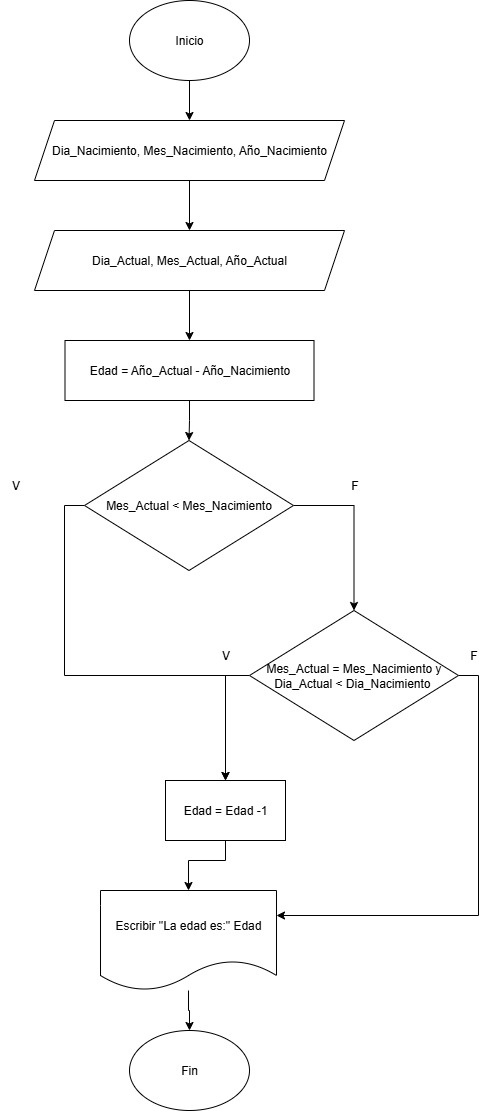 Inicio
Dia_Nacimiento, Mes_Nacimiento, Año_Nacimiento
Dia_Actual, Mes_Actual, Año_Actual
Edad = Año_Actual - Año_Nacimiento
V
F
Mes_Actual < Mes_Nacimiento
V
F
Mes_Actual = Mes_Nacimiento y
Dia_Actual < Dia_Nacimiento
Edad = Edad -1
Escribir "La edad es:" Edad
Fin